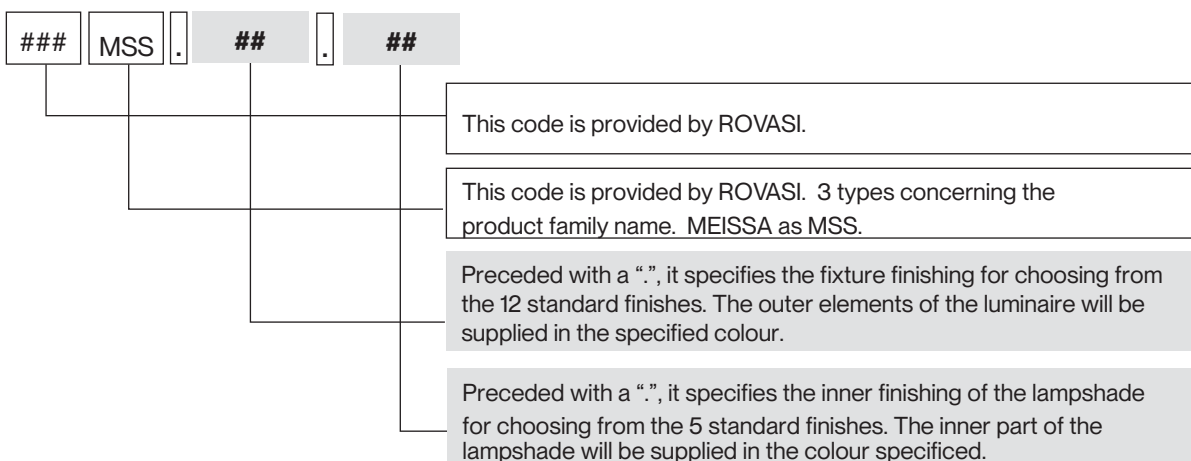 ### MSS . ## . ##
This code is provided by ROVASI.
This code is provided by ROVASI. 3 types concerning the
product family name. MEISSA as MSS.
Preceded with a “.”, it specifies the fixture finishing for choosing from
the 12 standard finishes. The outer elements of the luminaire will be
supplied in the specified colour.
Preceded with a “.”, it specifies the inner finishing of the lampshade
for choosing from the 5 standard finishes. The inner part of the
lampshade will be supplied in the colour specificed.